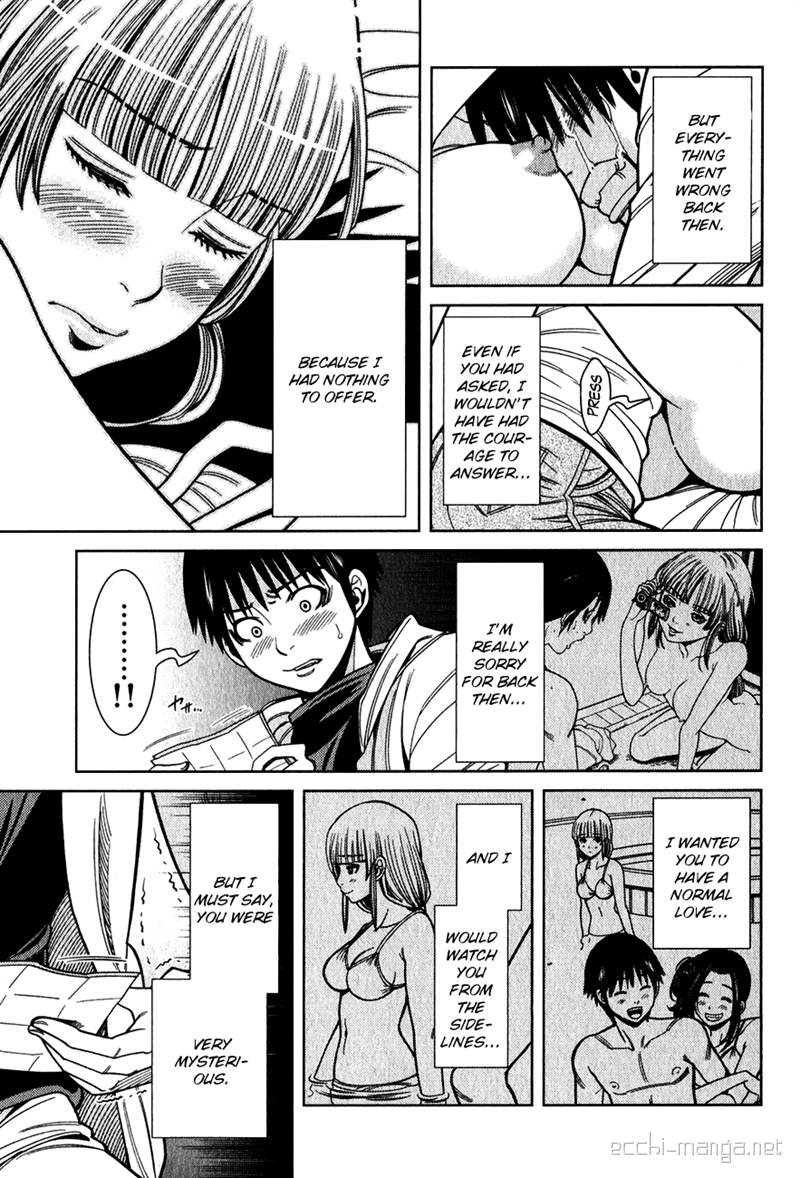 BUT
EVERY-
THING
WENT
WRONG
BACK
THEN.
EVEN IF
YOU HAD
ASKED, I
WOULDN'T
HAVE HAD
THE COUR-
AGE TO
ANSWER...
PRESS
BECAUSE I
HAD NOTHING
TO OFFER.
I'M
REALLY
SORRY
FOR BACK
THEN...
........!!
ヤサ...
I WANTED
YOU TO
HAVE A
NORMAL
LOVE...
AND I
WOULD
WATCH YOU
FROM
THE
SIDE-
LINES...
BUT I
MUST SAY,
YOU WERE
VERY
MYSTERI-
OUS.
ecchi-manga.net